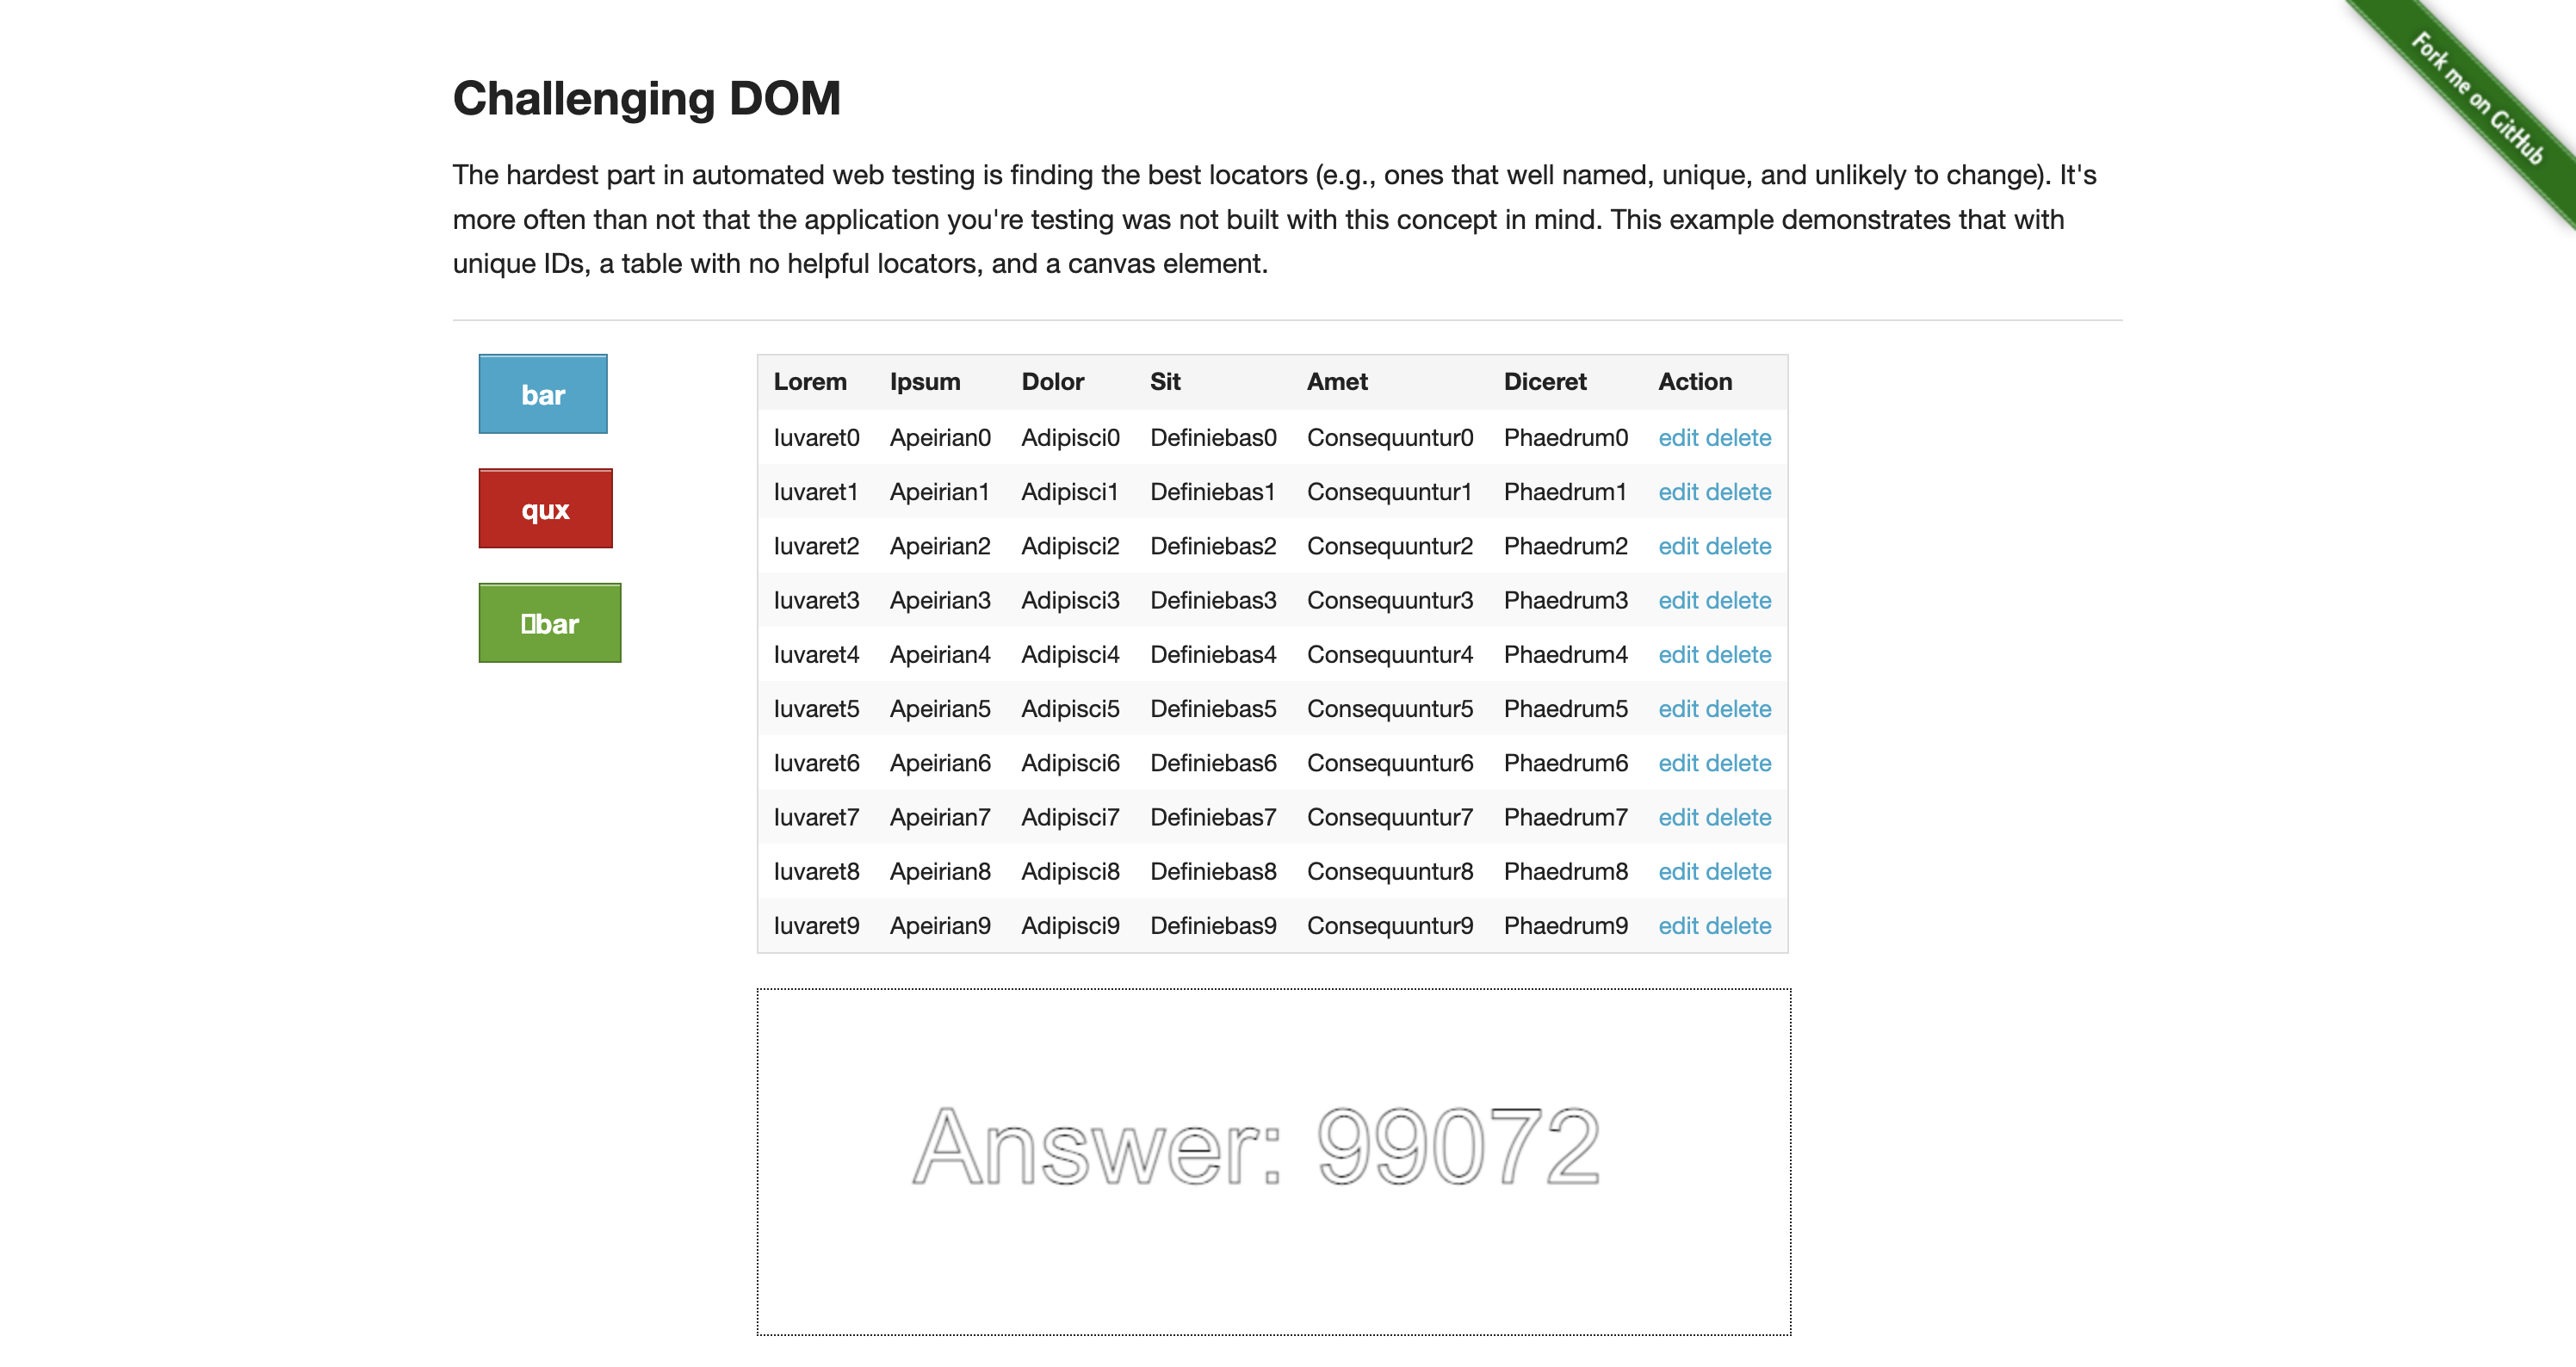 Fork me on GitHub
Challenging DOM
The hardest part in automated web testing is finding the best locators (e.g., ones that well named, unique, and unlikely to change). It's
more often than not that the application you're testing was not built with this concept in mind. This example demonstrates that with
unique IDs, a table with no helpful locators, and a canvas element.
bar
qux
▯bar
Lorem Ipsum Dolor Sit Amet Diceret Action
Iuvaret0 Apeirian0 Adipisci0 Definiebas0 Consequuntur0 Phaedrum0 edit delete
Iuvaret1 Apeirian1 Adipisci1 Definiebas1 Consequuntur1 Phaedrum1 edit delete
Iuvaret2 Apeirian2 Adipisci2 Definiebas2 Consequuntur2 Phaedrum2 edit delete
Iuvaret3 Apeirian3 Adipisci3 Definiebas3 Consequuntur3 Phaedrum3 edit delete
Iuvaret4 Apeirian4 Adipisci4 Definiebas4 Consequuntur4 Phaedrum4 edit delete
Iuvaret5 Apeirian5 Adipisci5 Definiebas5 Consequuntur5 Phaedrum5 edit delete
Iuvaret6 Apeirian6 Adipisci6 Definiebas6 Consequuntur6 Phaedrum6 edit delete
Iuvaret7 Apeirian7 Adipisci7 Definiebas7 Consequuntur7 Phaedrum7 edit delete
Iuvaret8 Apeirian8 Adipisci8 Definiebas8 Consequuntur8 Phaedrum8 edit delete
Iuvaret9 Apeirian9 Adipisci9 Definiebas9 Consequuntur9 Phaedrum9 edit delete
Answer: 99072